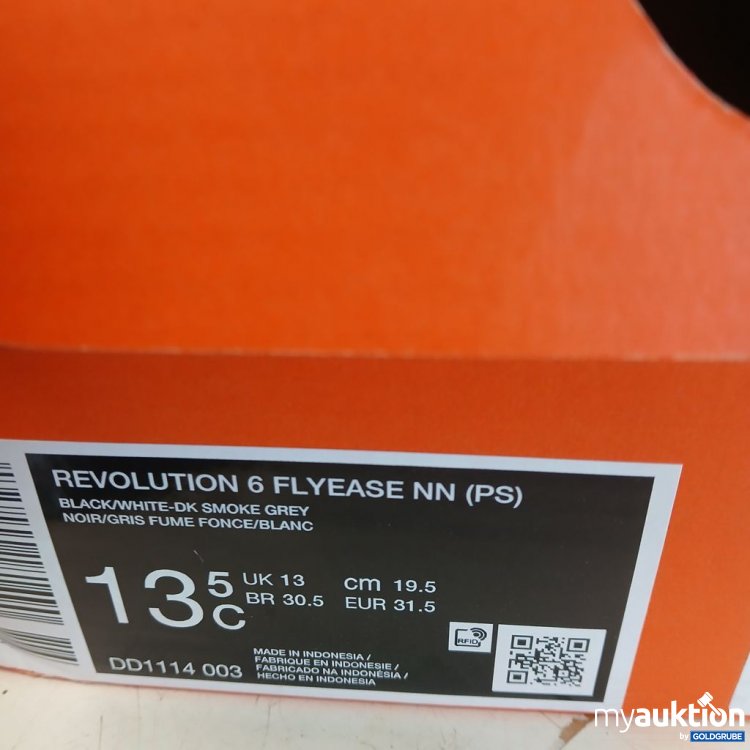 REVOLUTION 6 FLYEASE NN (PS)
BLACK/WHITE-DK SMOKE GREY
NOIR/GRIS FUME FONCE/BLANC
13 5 C
UK 13 cm 19.5
BR 30.5 EUR 31.5
DD1114 003
MADE IN INDONESIA /
FABRIQUE EN INDONESIE /
FABRICADO NA INDONÉSIA /
HECHO EN INDONESIA
RFID
myauktion
by GOLDGRUBE